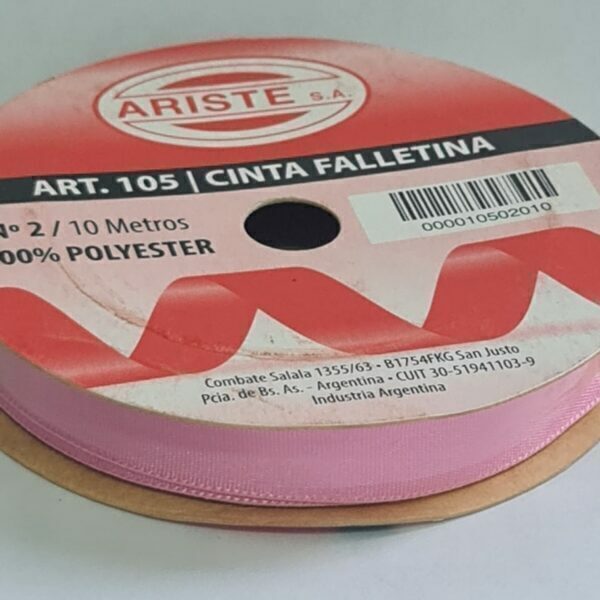 ARISTE S.A.
ART. 105 | CINTA FALLETINA
Nº 2 / 10 Metros
00% POLYESTER
000010502010
Combate Salala 1355/63 - B1754FKG San Justo
Pcia. de Bs. As. - Argentina - CUIT 30-51941103-9
Industria Argentina